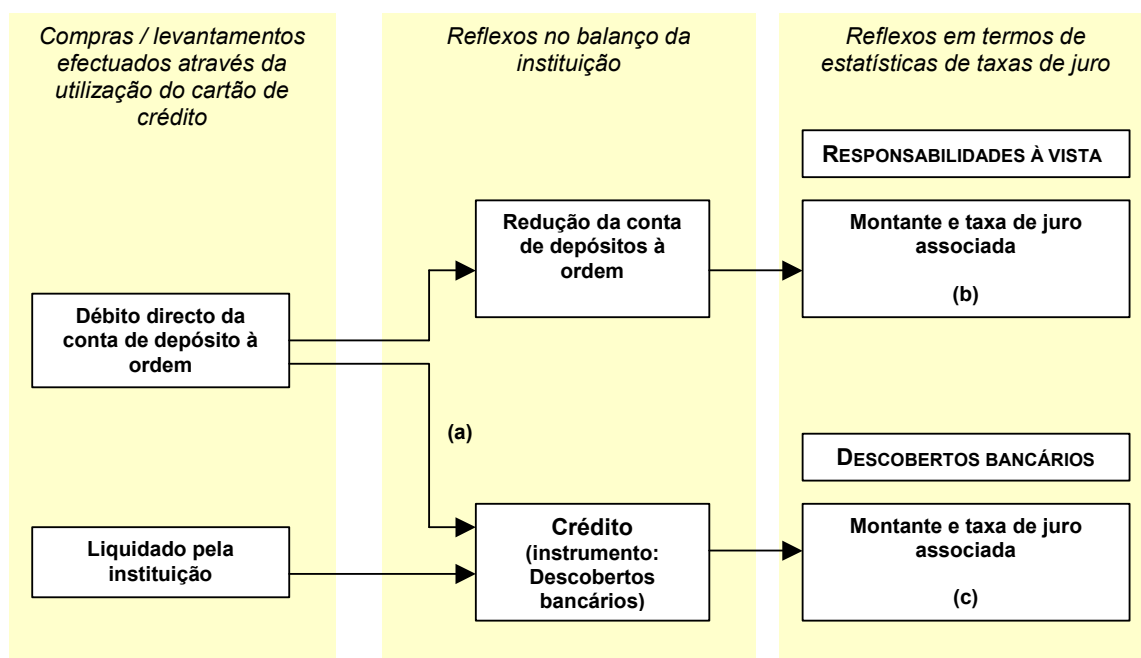 Compras / levantamentos
efectuados através da
utilização do cartão de
crédito
Reflexos no balanço da
instituição
Reflexos em termos de
estatísticas de taxas de juro
RESPONSABILIDADES À VISTA
Redução da conta
de depósitos à
ordem
Montante e taxa de juro
associada
(b)
Débito directo da
conta de depósito à
ordem
(a)
DESCOBERTOS BANCÁRIOS
Liquidado pela
instituição
Crédito
(instrumento:
Descobertos
bancários)
Montante e taxa de juro
associada
(c)